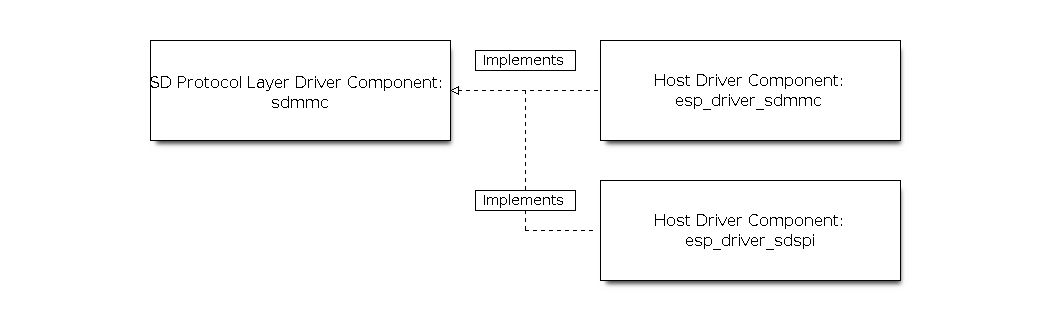 SD Protocol Layer Driver Component:
sdmmc
Implements
Host Driver Component:
esp_driver_sdmmc
Implements
Host Driver Component:
esp_driver_sdspi